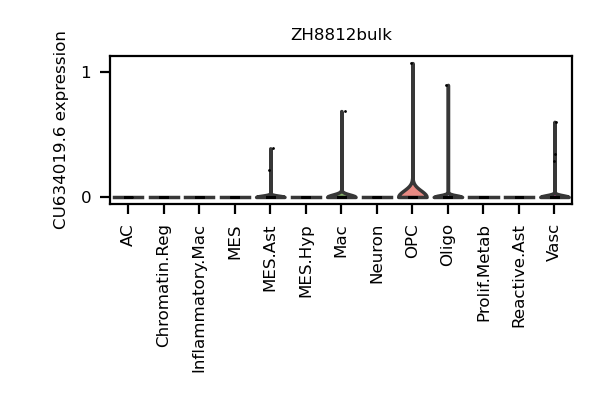 ZH8812bulk
CU634019.6 expression
1
0
AC
Chromatin.Reg
Inflammatory.Mac
MES
MES.Ast
MES.Hyp
Mac
Neuron
OPC
Oligo
Prolif.Metab
Reactive.Ast
Vasc